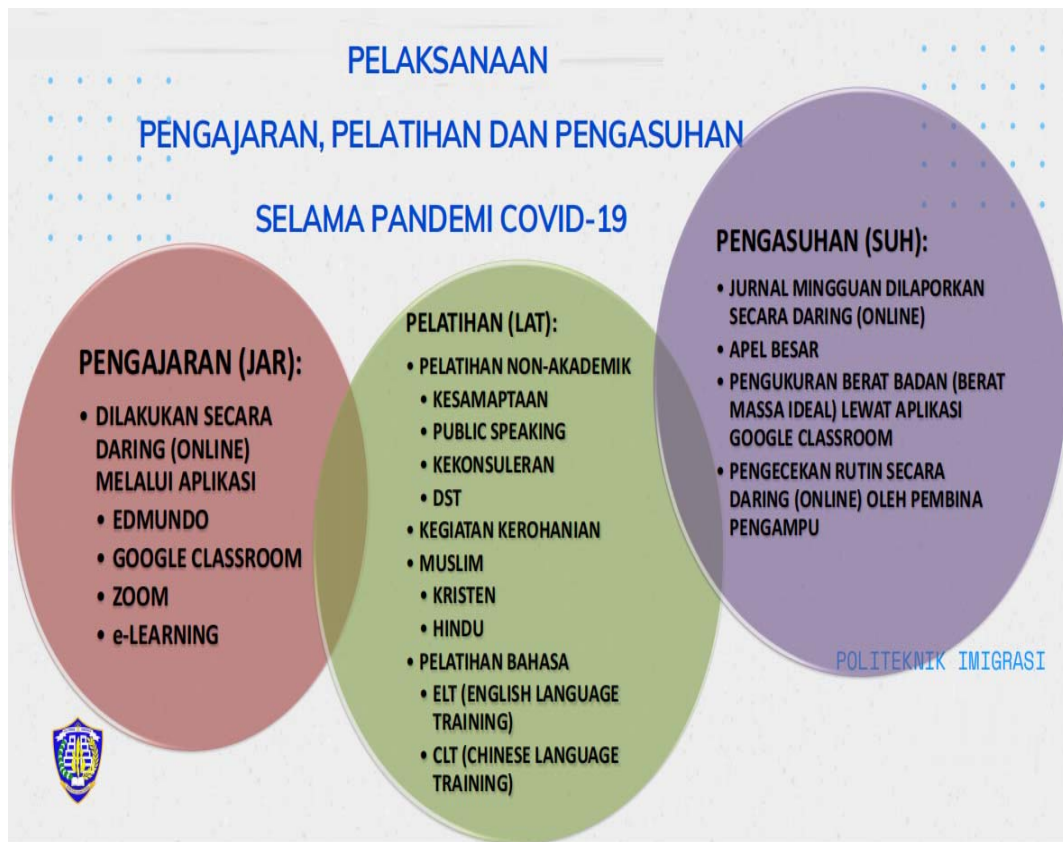 PELAKSANAAN
PENGAJARAN, PELATIHAN DAN PENGASUHAN
SELAMA PANDEMI COVID-19
PENGAJARAN (JAR):
• DILAKUKAN SECARA
DARING (ONLINE)
MELALUI APLIKASI
• EDMUNDO
• GOOGLE CLASSROOM
• ZOOM
• e-LEARNING
PELATIHAN (LAT):
• PELATIHAN NON-AKADEMIK
• KESAMAPTAAN
• PUBLIC SPEAKING
• KEKONSULERAN
• DST
• KEGIATAN KEROHANIAN
• MUSLIM
• KRISTEN
• HINDU
• PELATIHAN BAHASA
• ELT (ENGLISH LANGUAGE
TRAINING)
• CLT (CHINESE LANGUAGE
TRAINING)
PENGASUHAN (SUH):
• JURNAL MINGGUAN DILAPORKAN
SECARA DARING (ONLINE)
• APEL BESAR
• PENGUKURAN BERAT BADAN (BERAT
MASSA IDEAL) LEWAT APLIKASI
GOOGLE CLASSROOM
• PENGECEKAN RUTIN SECARA
DARING (ONLINE) OLEH PEMBINA
PENGAMPU
POLITEKNIK IMIGRASI